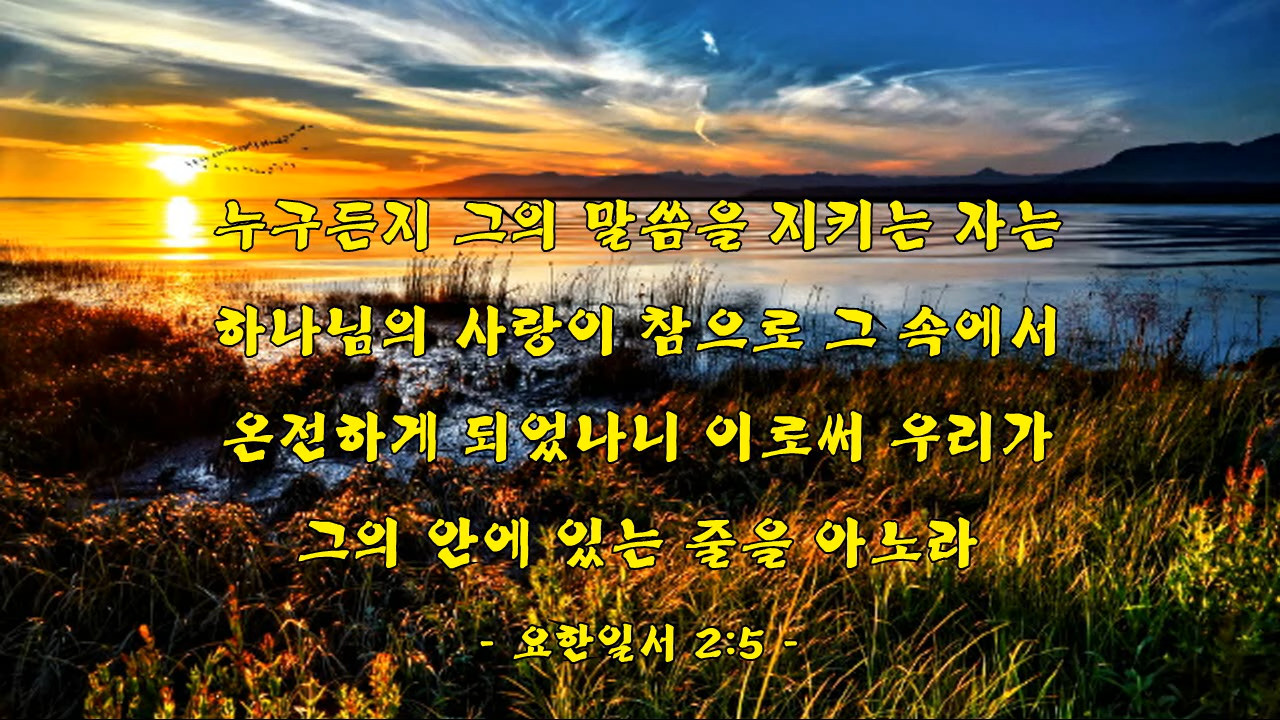 누구든지 그의 말씀을 지키는 자는
하나님의 사랑이 참으로 그 속에서
온전하게 되었나니 이로써 우리가
그의 안에 있는 줄을 아노라
- 요한일서 2:5 -